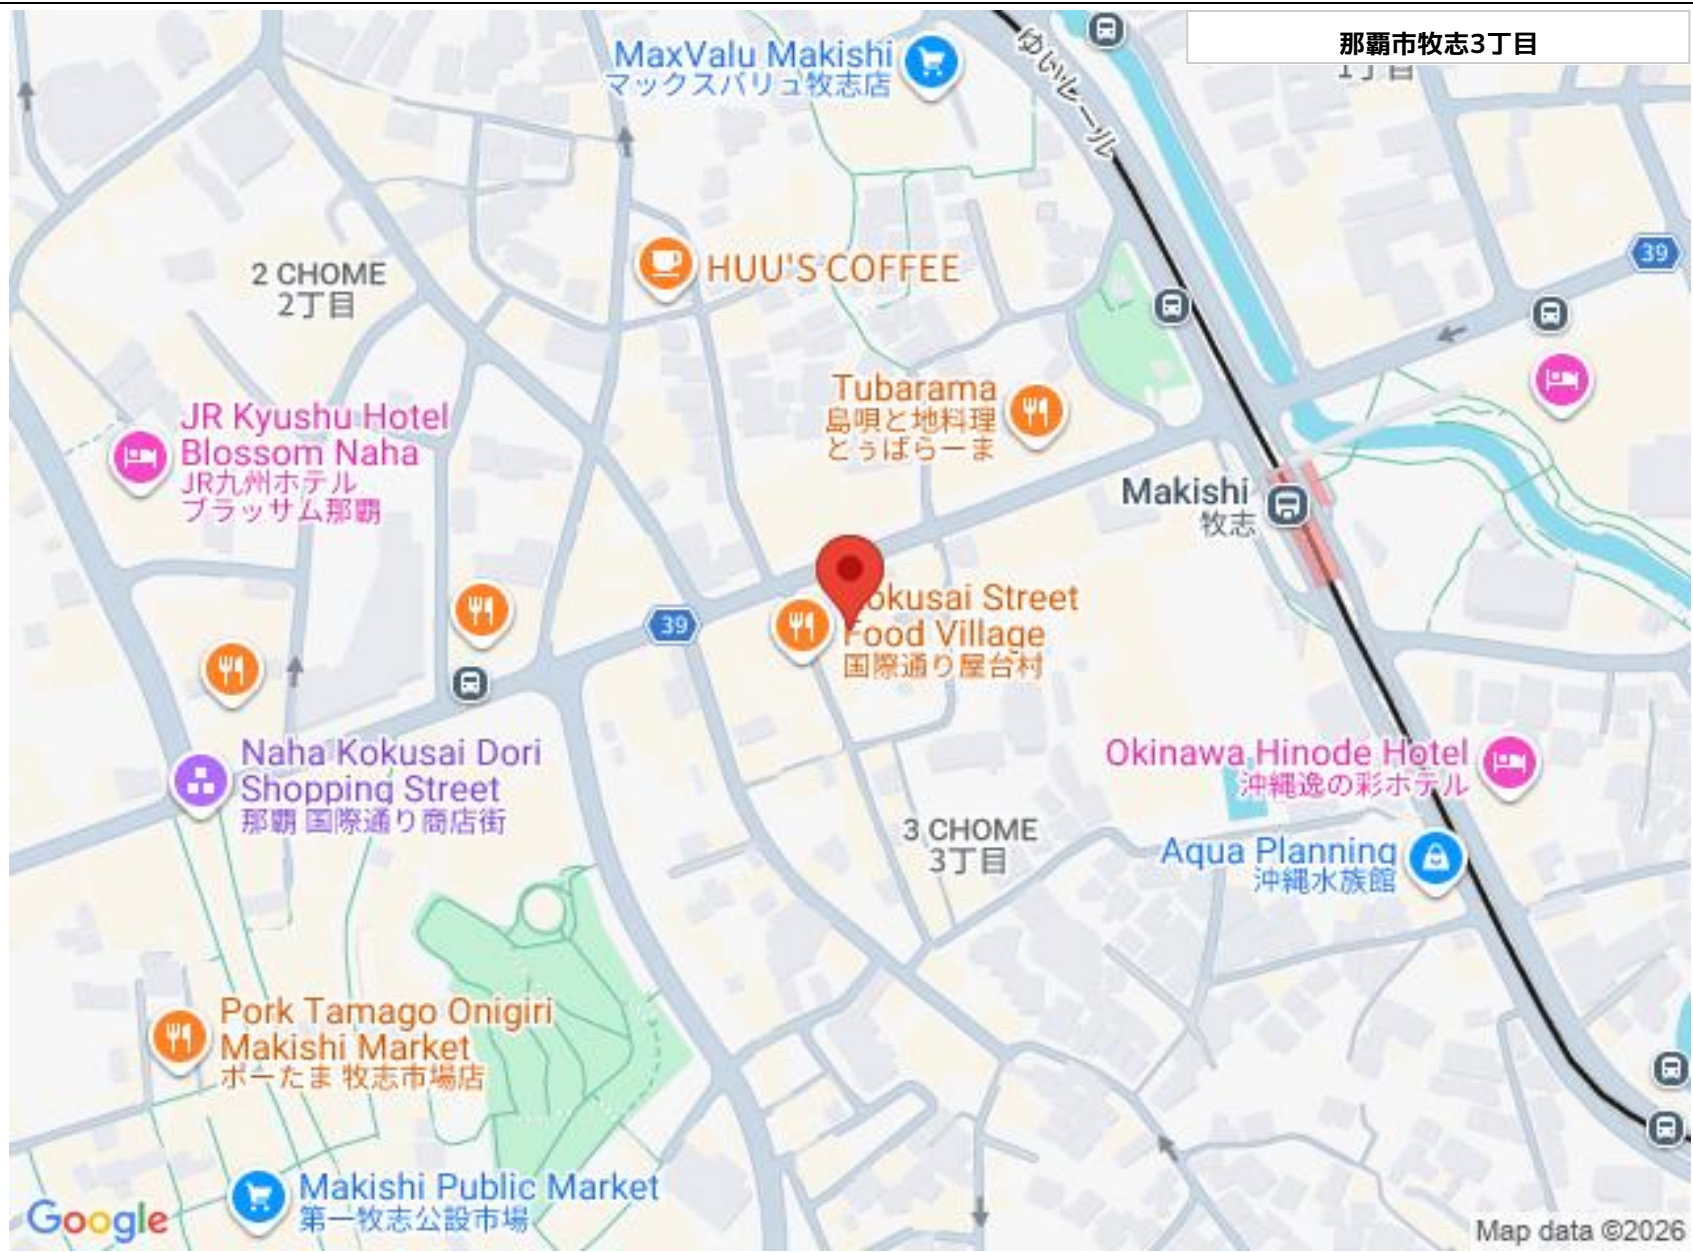 那覇市牧志3丁目
MaxValu Makishi
マックスバリュ牧志店
ゆいレール
1丁目
39
2 CHOME
2丁目
HUU'S COFFEE
Tubarama
島唄と地料理
とぅばらーま
JR Kyushu Hotel
Blossom Naha
JR九州ホテル
ブラッサム那覇
Makishi
牧志
39
okusai Street
Food Village
国際通り屋台村
Naha Kokusai Dori
Shopping Street
那覇 国際通り商店街
Okinawa Hinode Hotel
沖縄逸の彩ホテル
3 CHOME
3丁目
Aqua Planning
沖縄水族館
Pork Tamago Onigiri
Makishi Market
ポーたま 牧志市場店
Makishi Public Market
第一牧志公設市場
Google
Map data ©2026